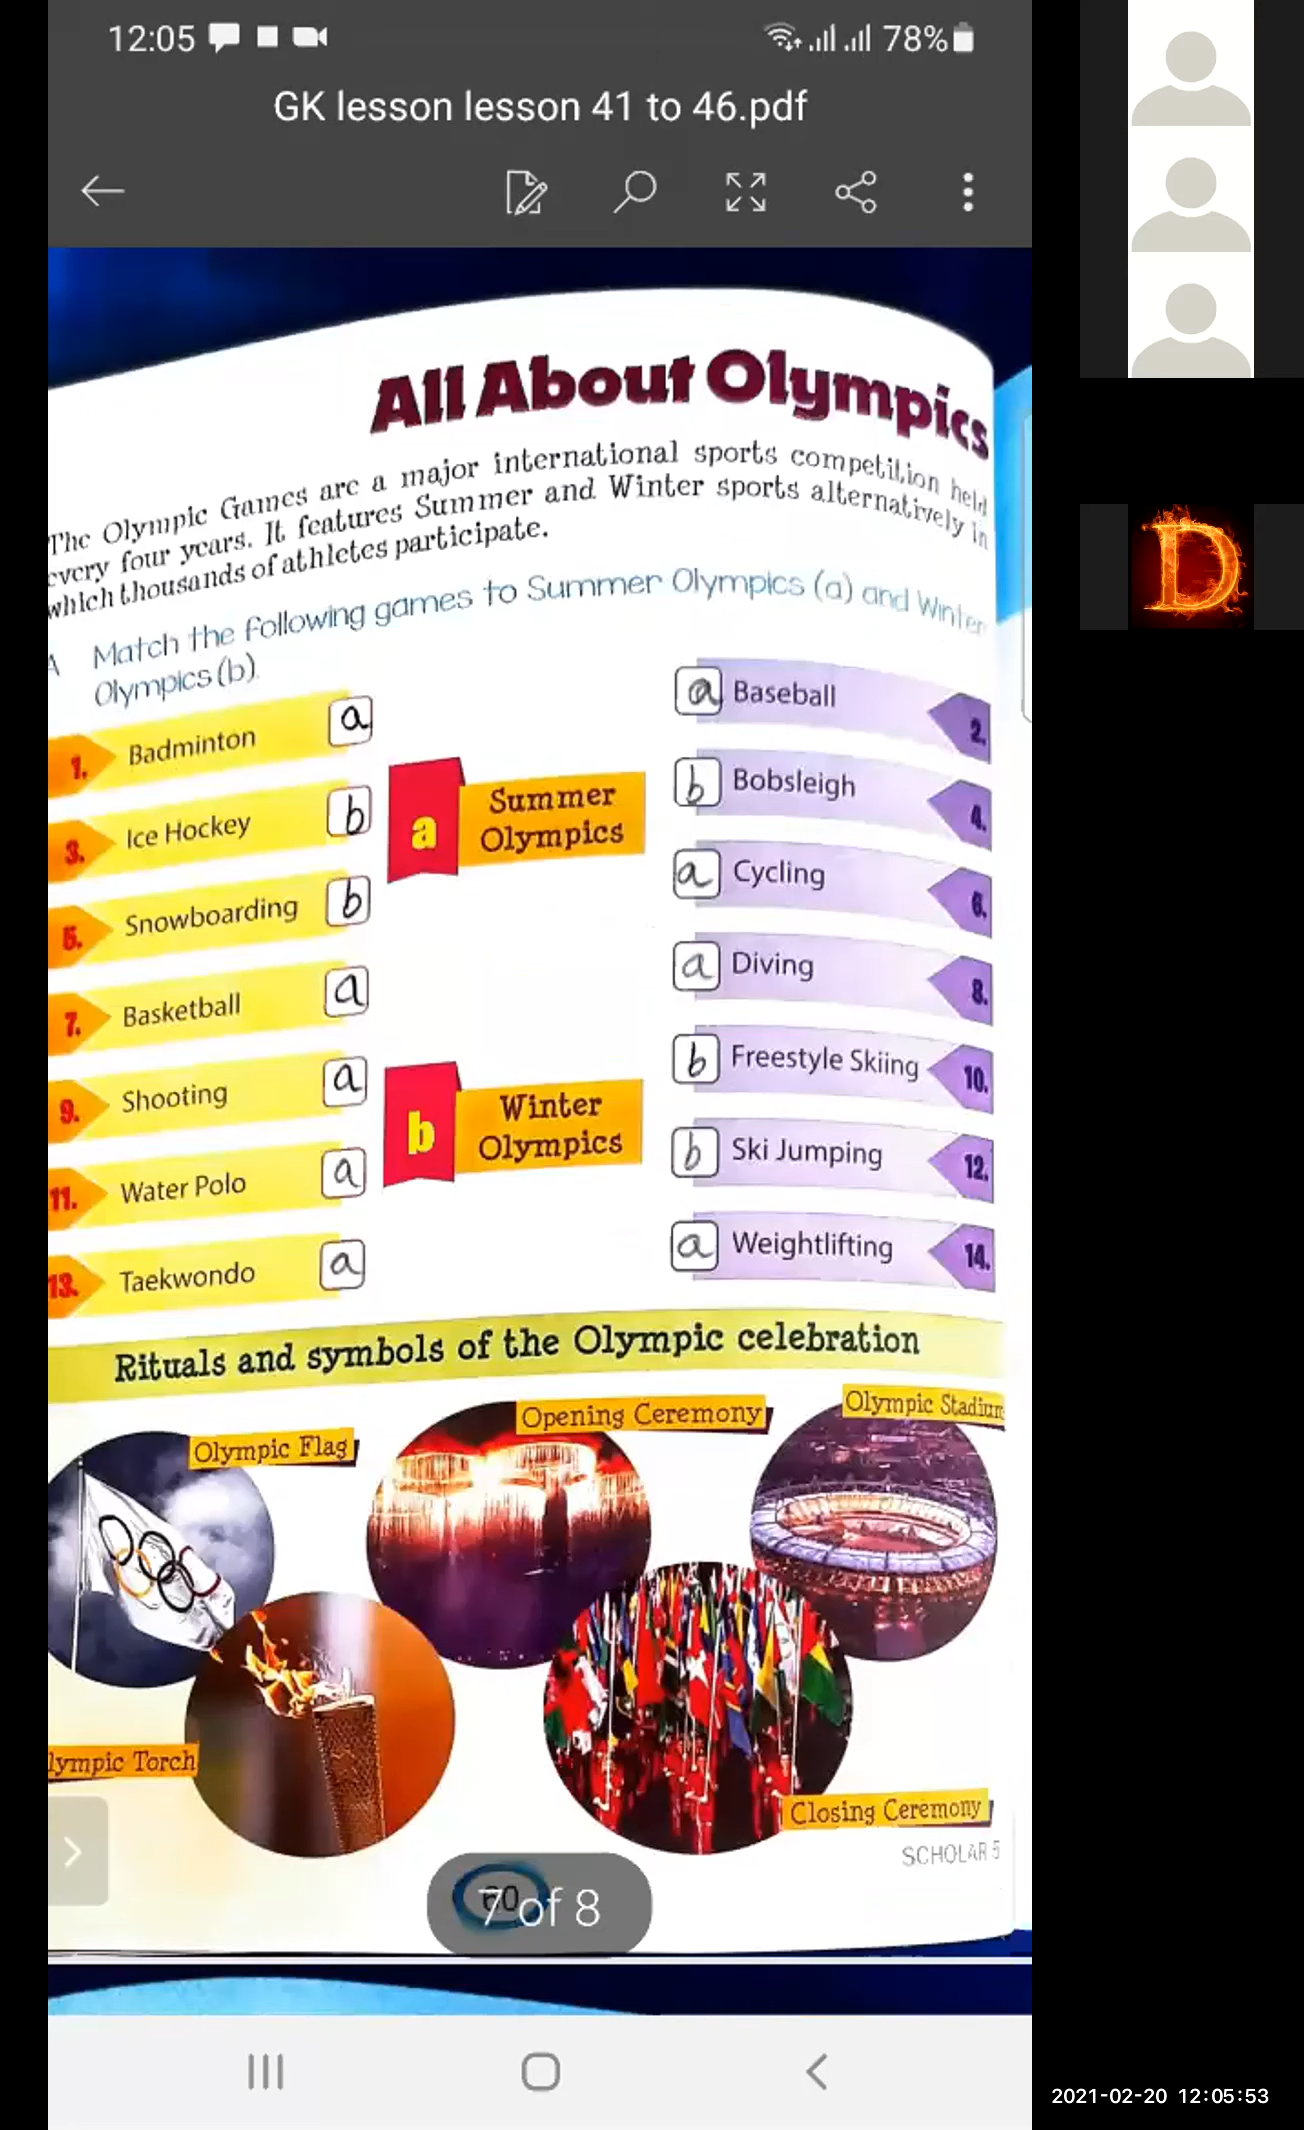 12:05
78%
GK lesson lesson 41 to 46.pdf
All About Olympics
The Olympic Games are a major international sports competition held
every four years. It features Summer and Winter sports alternatively in
which thousands of athletes participate.
A Match the following games to Summer Olympics (a) and Winter
Olympics (b)
1. Badminton a
a Baseball 2.
3. Ice Hockey b
b Bobsleigh 4.
5. Snowboarding b
a Cycling 6.
7. Basketball a
a Diving 8.
9. Shooting a
b Freestyle Skiing 10.
11. Water Polo a
b Ski Jumping 12.
13. Taekwondo a
a Weightlifting 14.
a Summer
Olympics
b Winter
Olympics
Rituals and symbols of the Olympic celebration
Olympic Flag
Opening Ceremony
Olympic Stadium
lympic Torch
Closing Ceremony
SCHOLAR 5
60
7 of 8
D
2021-02-20 12:05:53